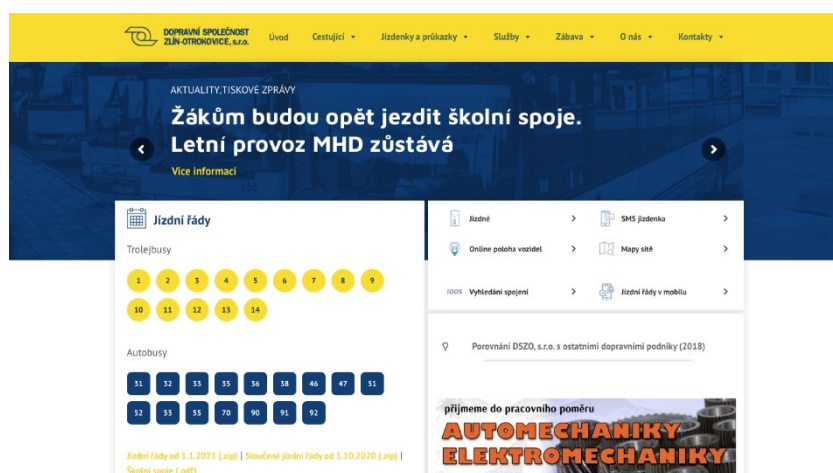 DOPRAVNÍ SPOLEČNOST
ZLÍN-OTROKOVICE, s.r.o.
Úvod
Cestující
Jízdenky a průkazky
Služby
Zábava
O nás
Kontakty
AKTUALITY,TISKOVÉ ZPRÁVY
Žákům budou opět jezdit školní spoje.
Letní provoz MHD zůstává
Více informací
Jízdní řády
Trolejbusy
1 2 3 4 5 6 7 8 9
10 11 12 13 14
Autobusy
31 32 33 35 36 38 46 47 51
52 53 55 70 90 91 92
Jízdní řády od 1.1.2021 (.zip) | Sloučené jízdní řády od 1.10.2020 (.zip) |
Školní spoje (.pdf)
Jízdné
SMS jízdenka
Online poloha vozidel
Mapy sítě
IDOS Vyhledání spojení
Jízdní řády v mobilu
Porovnání DSZO, s.r.o. s ostatními dopravními podniky (2018)
přijmeme do pracovního poměru
AUTOMECHANIKY
ELEKTROMECHANIKY